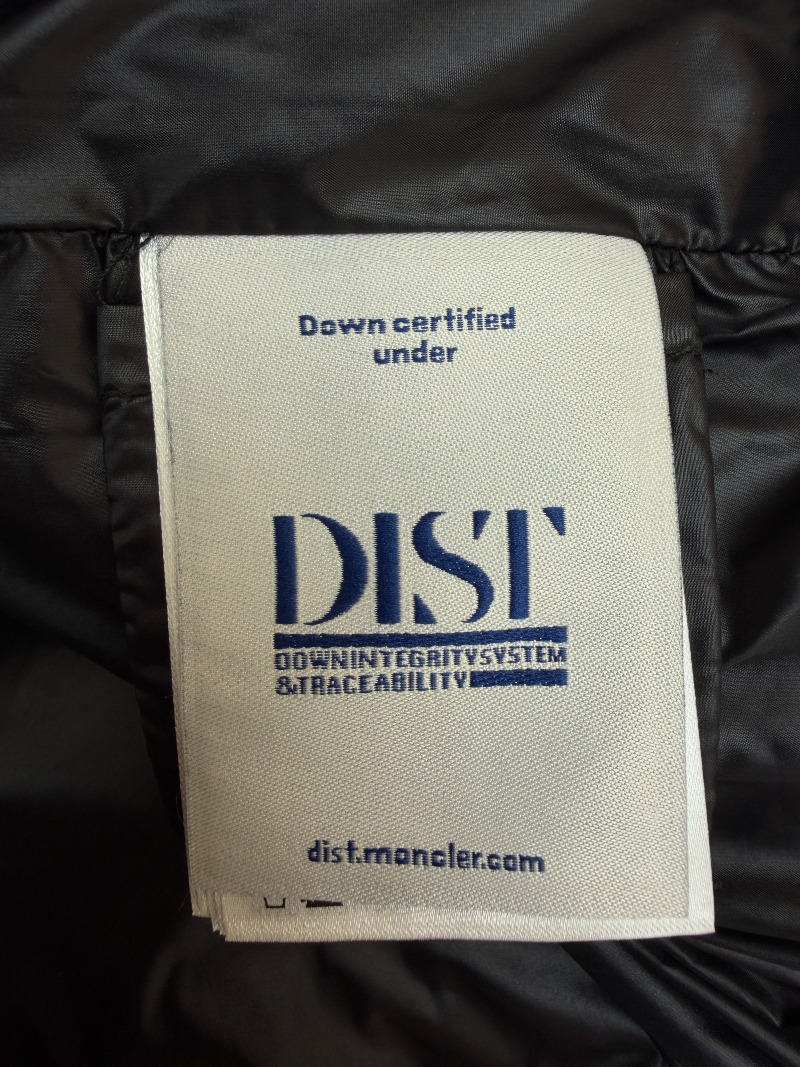 Down certified
under
DIST
DOWNINTEGRITYSYSTEM
&TRACEABILITY
dist.moncler.com